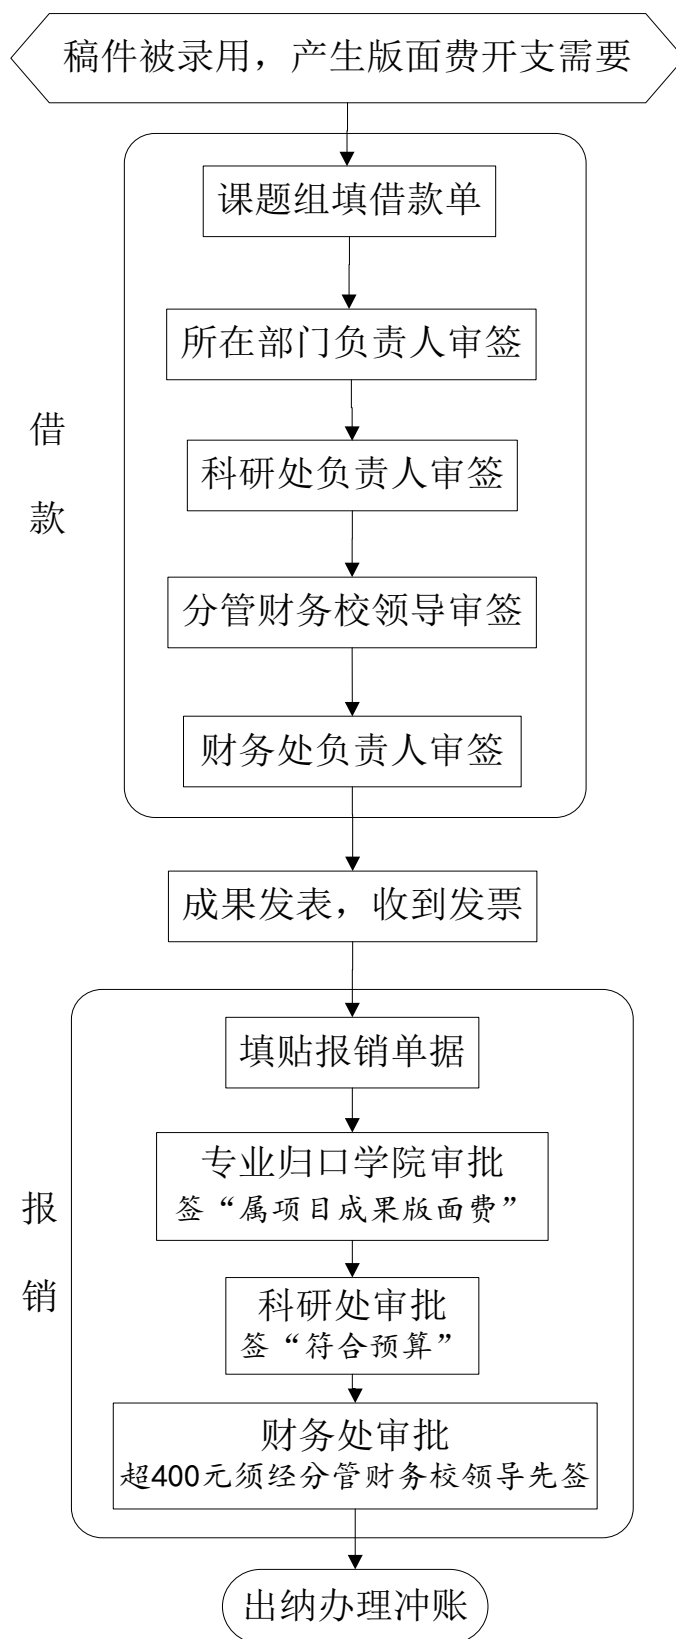 稿件被录用，产生版面费开支需要
课题组填借款单
所在部门负责人审签
借
款
科研处负责人审签
分管财务校领导审签
财务处负责人审签
成果发表，收到发票
填贴报销单据
专业归口学院审批
签“属项目成果版面费”
报
销
科研处审批
签“符合预算”
财务处审批
超400元须经分管财务校领导先签
出纳办理冲账